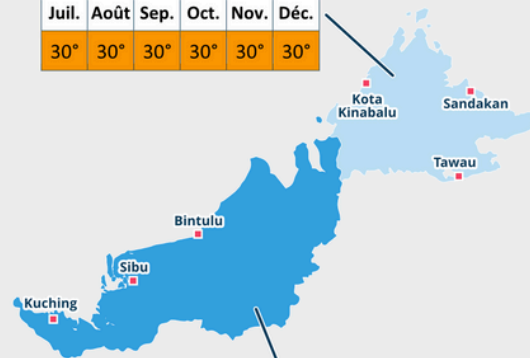 Juil. Août Sep. Oct. Nov. Déc.
30° 30° 30° 30° 30° 30°
Kota
Kinabalu
Sandakan
Tawau
Bintulu
Sibu
Kuching